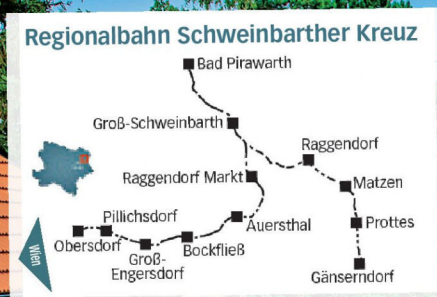 Regionalbahn Schweinbarther Kreuz
Bad Pirawarth
Groß-Schweinbarth
Raggendorf
Raggendorf Markt
Matzen
Pillichsdorf
Auersthal
Prottes
Obersdorf
Groß-
Engersdorf
Bockfließ
Gänserndorf
Wien